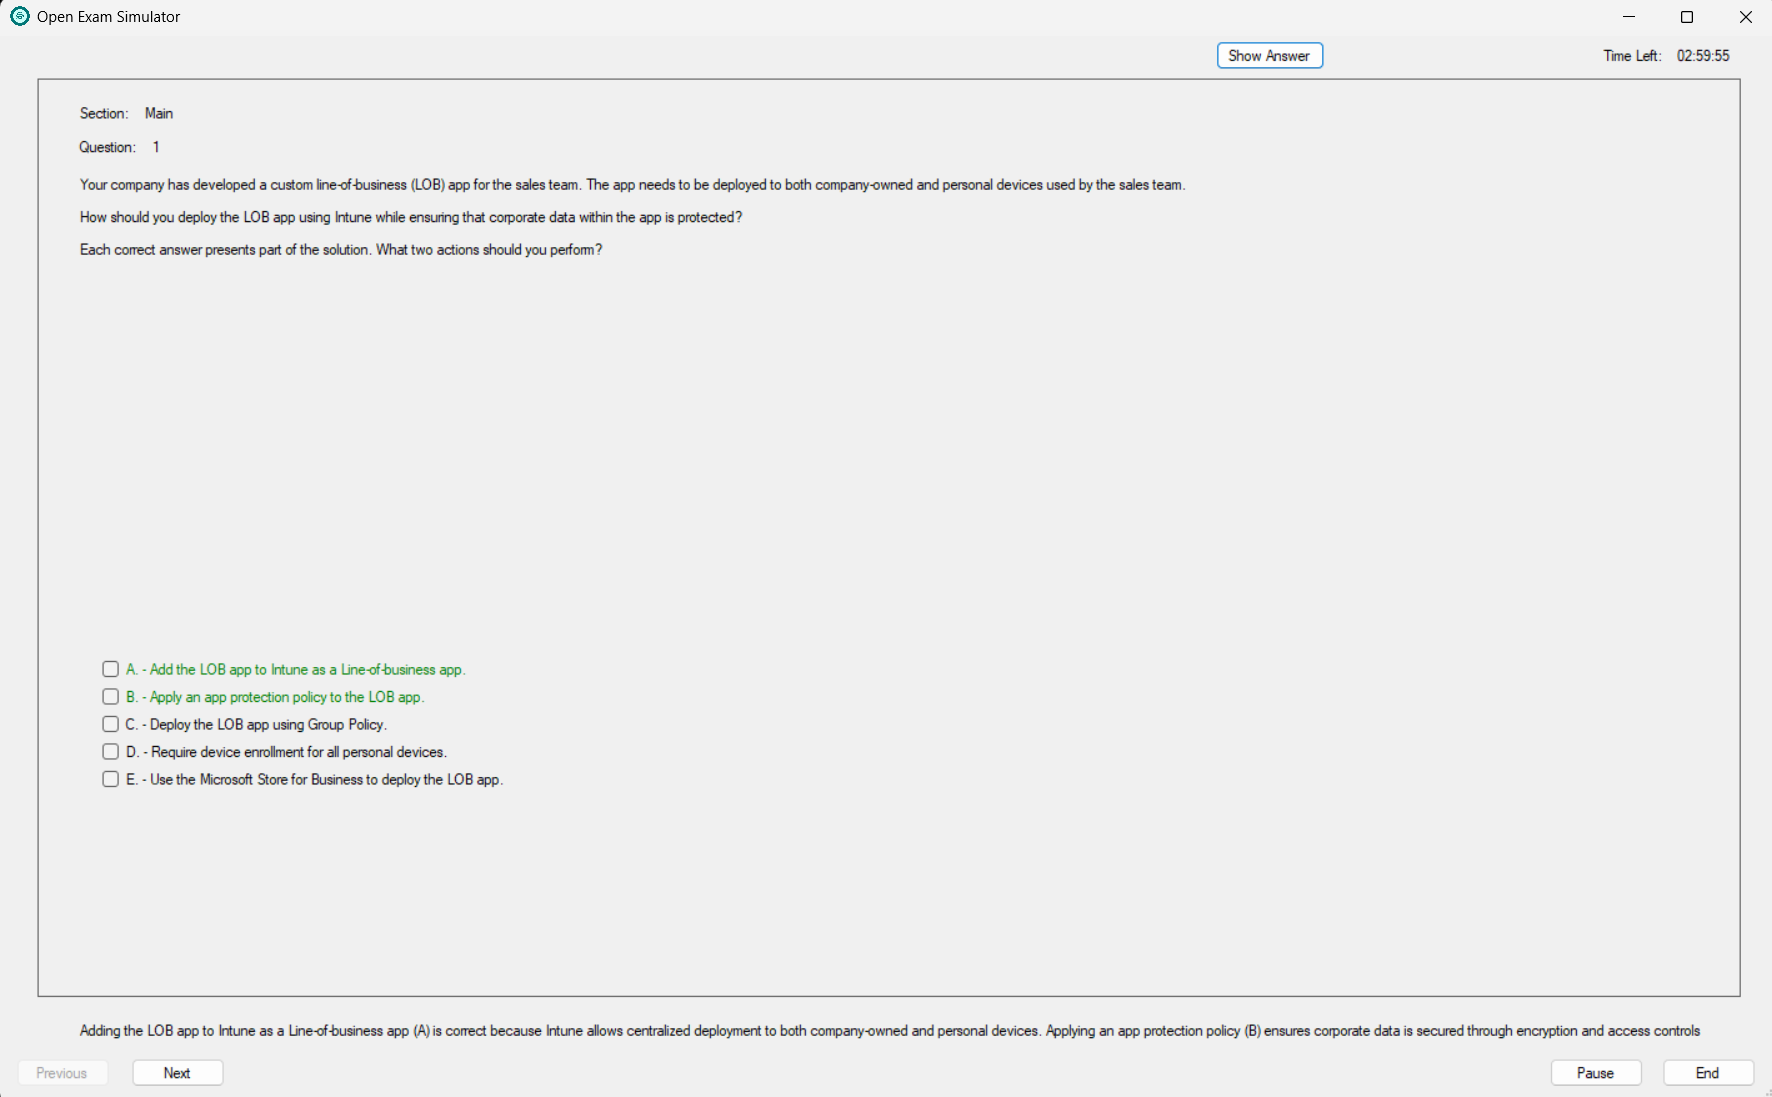 Open Exam Simulator
Show Answer
Time Left: 02:59:55
Section: Main
Question: 1
Your company has developed a custom line-of-business (LOB) app for the sales team. The app needs to be deployed to both company-owned and personal devices used by the sales team.
How should you deploy the LOB app using Intune while ensuring that corporate data within the app is protected?
Each correct answer presents part of the solution. What two actions should you perform?
A. - Add the LOB app to Intune as a Line-of-business app.
B. - Apply an app protection policy to the LOB app.
C. - Deploy the LOB app using Group Policy.
D. - Require device enrollment for all personal devices.
E. - Use the Microsoft Store for Business to deploy the LOB app.
Adding the LOB app to Intune as a Line-of-business app (A) is correct because Intune allows centralized deployment to both company-owned and personal devices. Applying an app protection policy (B) ensures corporate data is secured through encryption and access controls
Previous
Next
Pause
End